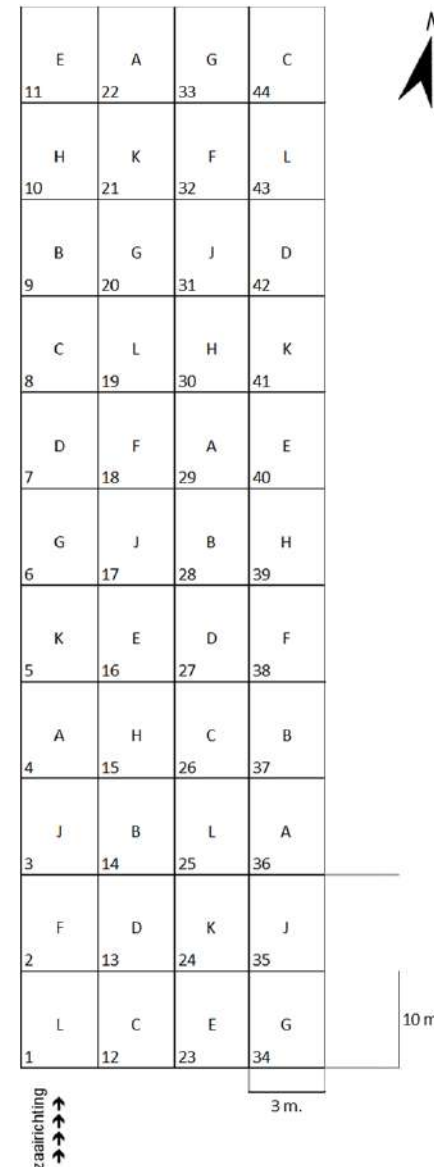 N
E A G C
11 22 33 44
H K F L
10 21 32 43
B G J D
9 20 31 42
C L H K
8 19 30 41
D F A E
7 18 29 40
G J B H
6 17 28 39
K E D F
5 16 27 38
A H C B
4 15 26 37
J B L A
3 14 25 36
F D K J
2 13 24 35
L C E G
10 m
1 12 23 34
3 m.
zaairichting